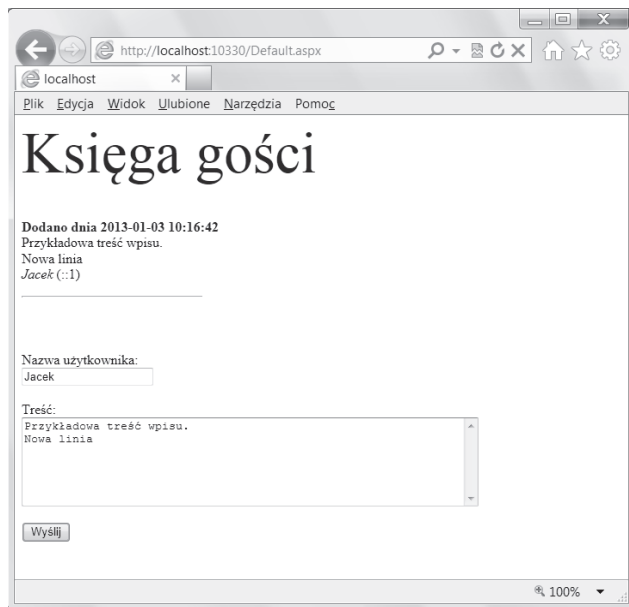 http://localhost:10330/Default.aspx
localhost
Plik Edycja Widok Ulubione Narzędzia Pomoc
Księga gości
Dodano dnia 2013-01-03 10:16:42
Przykładowa treść wpisu.
Nowa linia
Jacek (::1)
Nazwa użytkownika:
Jacek
Treść:
Przykładowa treść wpisu.
Nowa linia
Wyślij
100%